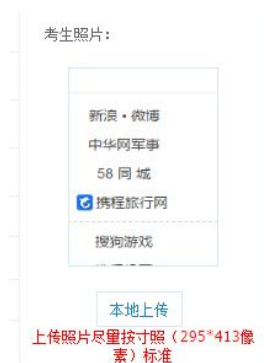 考生照片：
新浪・微博
中华网军事
58 同 城
携程旅行网
搜狗游戏
本地上传
上传照片尽量按寸照（295*413像
素）标准